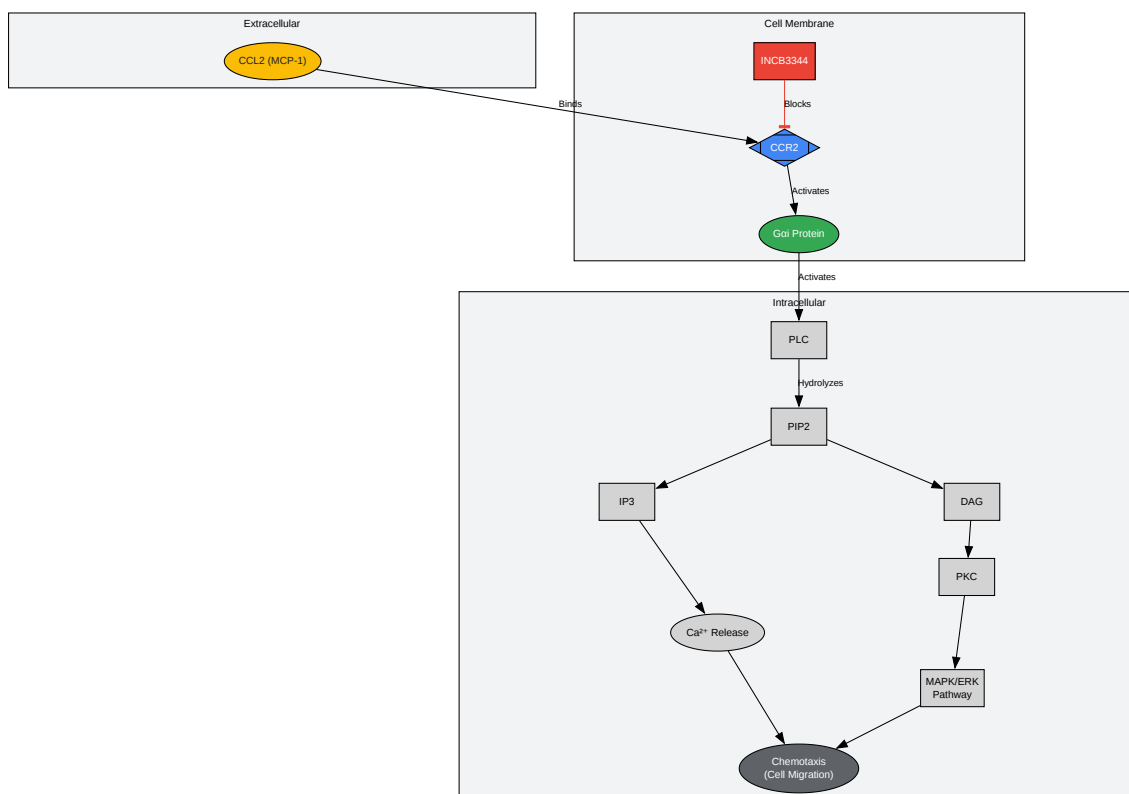 Extracellular
Cell Membrane
CCL2 (MCP-1)
INCB3344
Binds
Blocks
CCR2
Activates
Gαi Protein
Activates
Intracellular
PLC
Hydrolyzes
PIP2
IP3
DAG
PKC
Ca²⁺ Release
MAPK/ERK
Pathway
Chemotaxis
(Cell Migration)